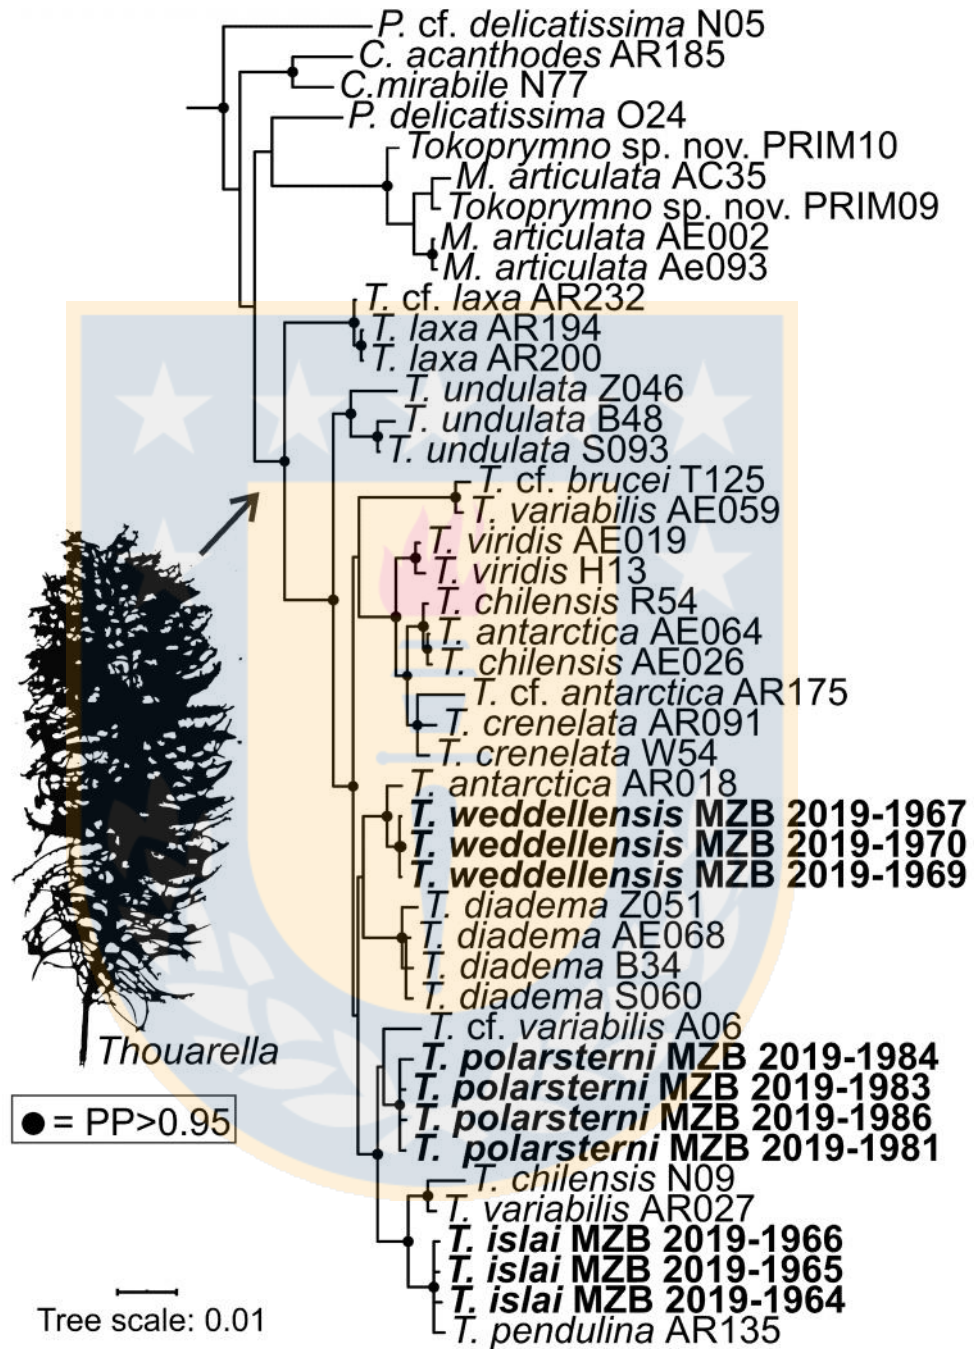 P. cf. delicatissima N05
C. acanthodes AR185
C.mirabile N77
P. delicatissima O24
Tokoprymno sp. nov. PRIM10
M. articulata AC35
Tokoprymno sp. nov. PRIM09
M. articulata AE002
M. articulata Ae093
T. cf. laxa AR232
T. laxa AR194
T. laxa AR200
T. undulata Z046
T. undulata B48
T. undulata S093
T. cf. brucei T125
T. variabilis AE059
T. viridis AE019
T. viridis H13
T. chilensis R54
T. antarctica AE064
T. chilensis AE026
T. cf. antarctica AR175
T. crenelata AR091
T. crenelata W54
T. antarctica AR018
T. weddellensis MZB 2019-1967
T. weddellensis MZB 2019-1970
T. weddellensis MZB 2019-1969
T. diadema Z051
T. diadema AE068
T. diadema B34
T. diadema S060
T. cf. variabilis A06
T. polarsterni MZB 2019-1984
T. polarsterni MZB 2019-1983
T. polarsterni MZB 2019-1986
T. polarsterni MZB 2019-1981
T. chilensis N09
T. variabilis AR027
T. islai MZB 2019-1966
T. islai MZB 2019-1965
T. islai MZB 2019-1964
T. pendulina AR135
Thouarella
= PP>0.95
Tree scale: 0.01